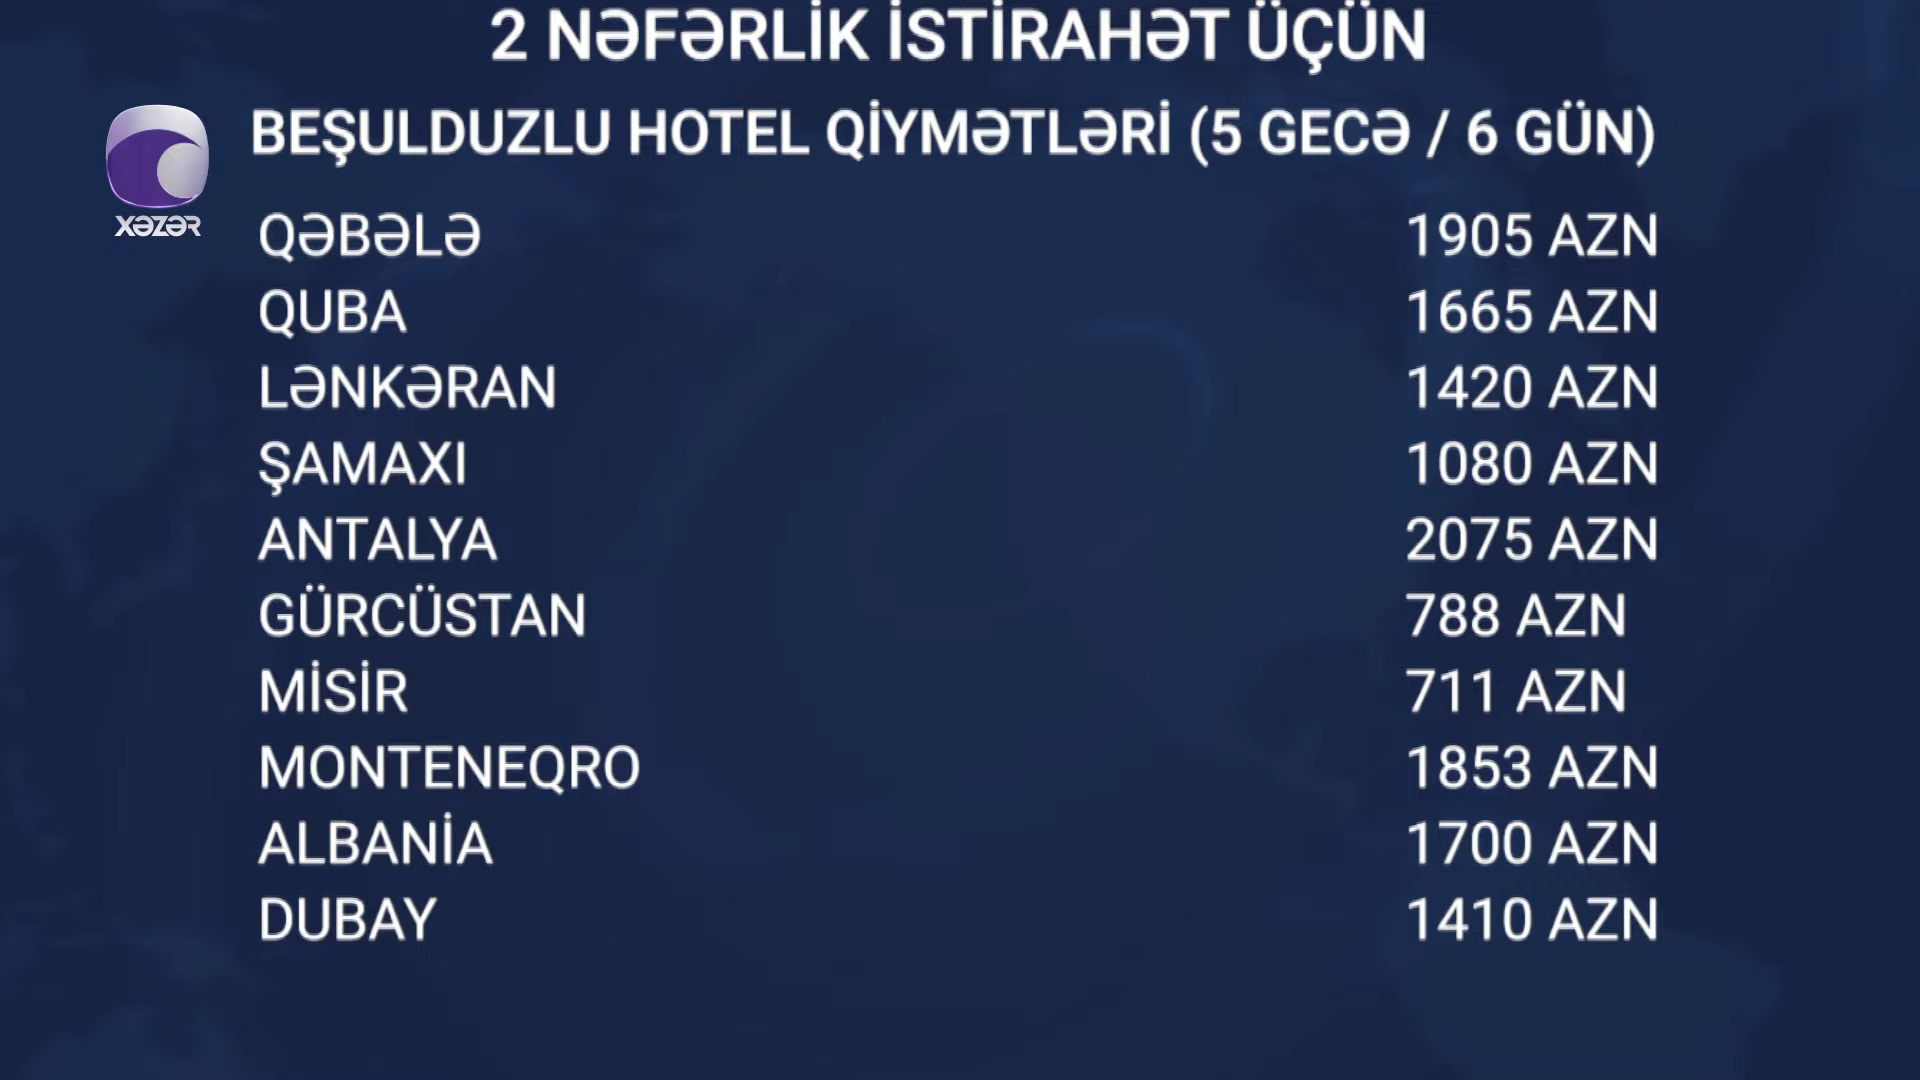 2 NƏFƏRLİK İSTİRAHƏT ÜÇÜN
BEŞULDUZLU HOTEL QİYMƏTLƏRİ (5 GECƏ / 6 GÜN)
XƏZƏR
QƏBƏLƏ 1905 AZN
QUBA 1665 AZN
LƏNKƏRAN 1420 AZN
ŞAMAXI 1080 AZN
ANTALYA 2075 AZN
GÜRCÜSTAN 788 AZN
MİSİR 711 AZN
MONTENEQRO 1853 AZN
ALBANİA 1700 AZN
DUBAY 1410 AZN